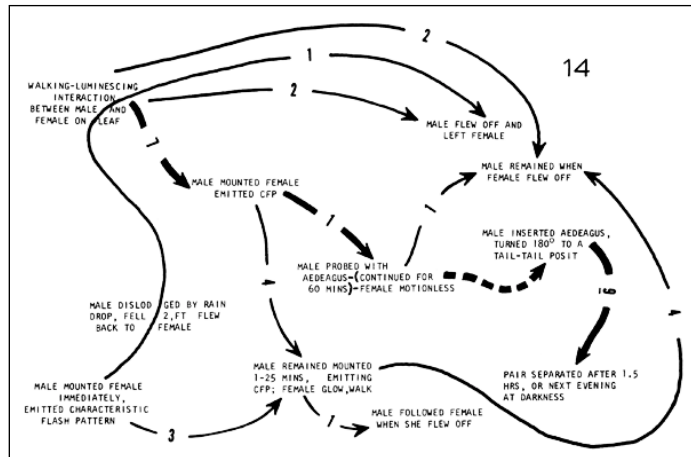 2
1
14
WALKING-LUMINESCING
INTERACTION
BETWEEN MALE AND
FEMALE ON LEAF
2
MALE FLEW OFF AND
LEFT FEMALE
7
MALE REMAINED WHEN
FEMALE FLEW OFF
MALE MOUNTED FEMALE
EMITTED CFP
1
1
MALE INSERTED AEDEAGUS,
TURNED 180° TO A
TAIL-TAIL POSIT
MALE PROBED WITH
AEDEAGUS-(CONTINUED FOR
60 MINS)-FEMALE MOTIONLESS
4
MALE DISLODGED BY RAIN
DROP, FELL 2,FT FLEW
BACK TO FEMALE
4
MALE REMAINED MOUNTED
1-25 MINS, EMITTING
CFP; FEMALE GLOW,WALK
PAIR SEPARATED AFTER 1.5
HRS, OR NEXT EVENING
AT DARKNESS
MALE MOUNTED FEMALE
IMMEDIATELY,
EMITTED CHARACTERISTIC
FLASH PATTERN
3
1
MALE FOLLOWED FEMALE
WHEN SHE FLEW OFF